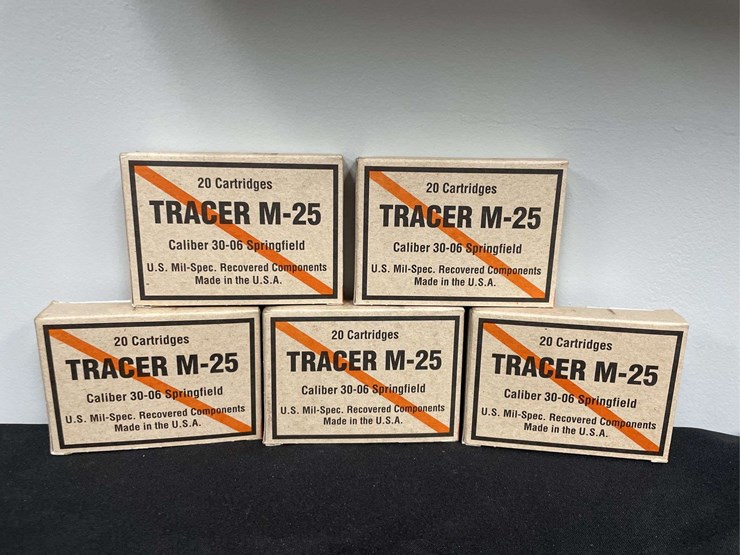 20 Cartridges
TRACER M-25
Caliber 30-06 Springfield
U.S. Mil-Spec. Recovered Components
Made in the U.S.A.
20 Cartridges
TRACER M-25
Caliber 30-06 Springfield
U.S. Mil-Spec. Recovered Components
Made in the U.S.A.
20 Cartridges
TRACER M-25
Caliber 30-06 Springfield
U.S. Mil-Spec. Recovered Components
Made in the U.S.A.
20 Cartridges
TRACER M-25
Caliber 30-06 Springfield
U.S. Mil-Spec. Recovered Components
Made in the U.S.A.
20 Cartridges
TRACER M-25
Caliber 30-06 Springfield
U.S. Mil-Spec. Recovered Components
Made in the U.S.A.